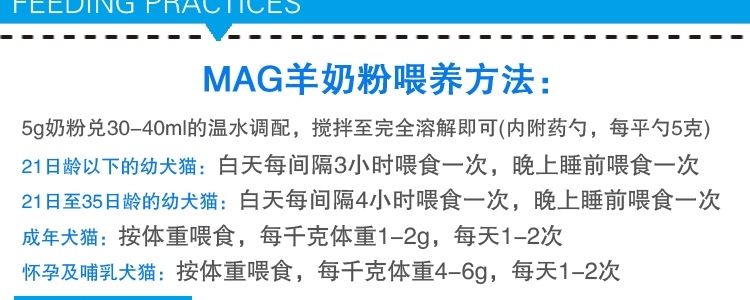 FEEDING PRACTICES
MAG羊奶粉喂养方法：
5g奶粉兑30-40ml的温水调配，搅拌至完全溶解即可(内附药勺，每平勺5克)
21日龄以下的幼犬猫：白天每间隔3小时喂食一次，晚上睡前喂食一次
21日至35日龄的幼犬猫：白天每间隔4小时喂食一次，晚上睡前喂食一次
成年犬猫：按体重喂食，每千克体重1-2g，每天1-2次
怀孕及哺乳犬猫：按体重喂食，每千克体重4-6g，每天1-2次